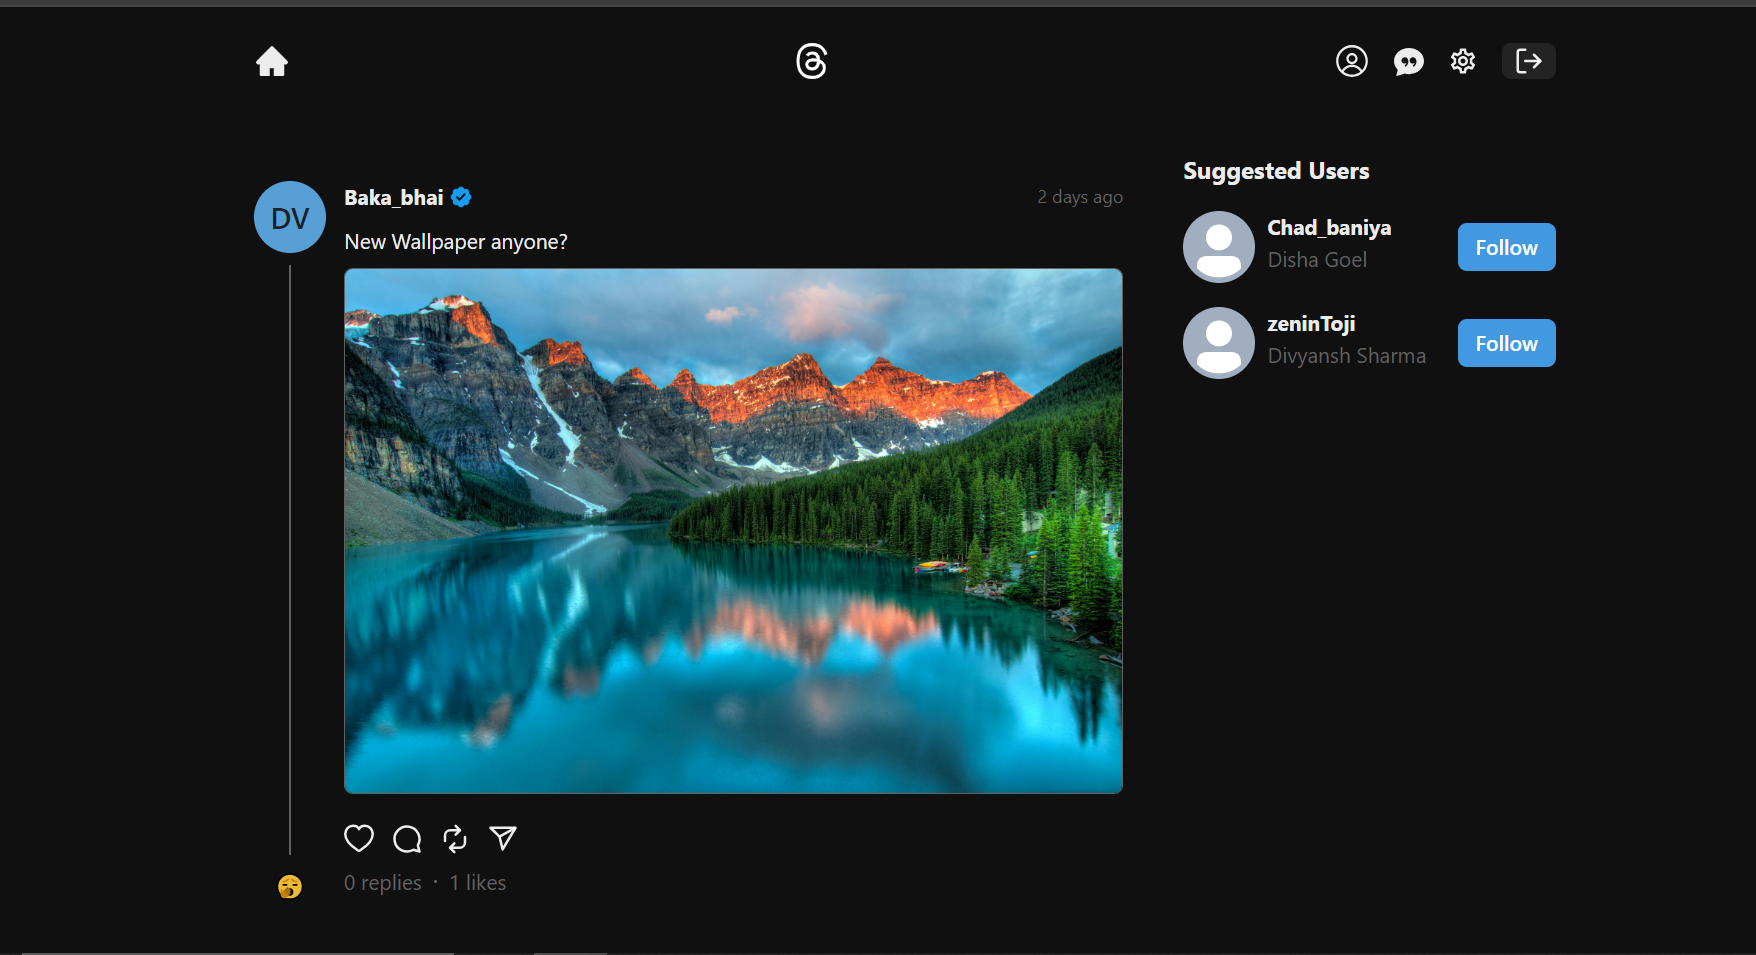 DV
Baka_bhai
2 days ago
New Wallpaper anyone?
0 replies · 1 likes
Suggested Users
Chad_baniya
Disha Goel
Follow
zeninToji
Divyansh Sharma
Follow